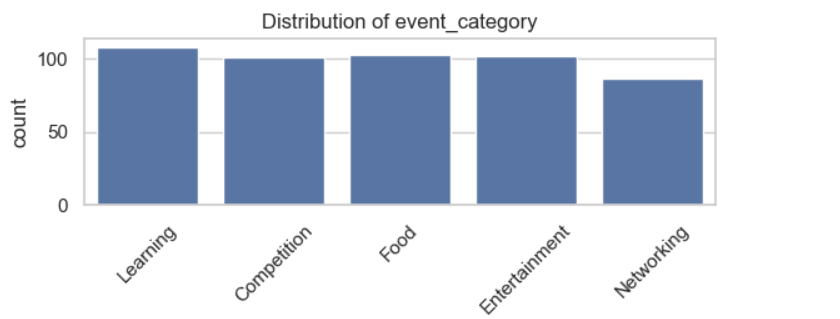 Distribution of event_category
100
50
0
count
Learning
Competition
Food
Entertainment
Networking